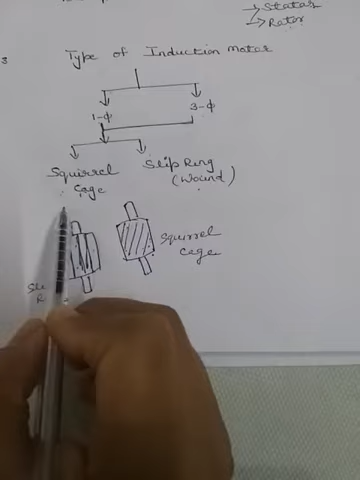 → Stator
→ Rotor
3
Type of Induction Motor
1-ϕ
3-ϕ
Squirrel
Cage
Slip Ring
(Wound)
Squirrel
Cage